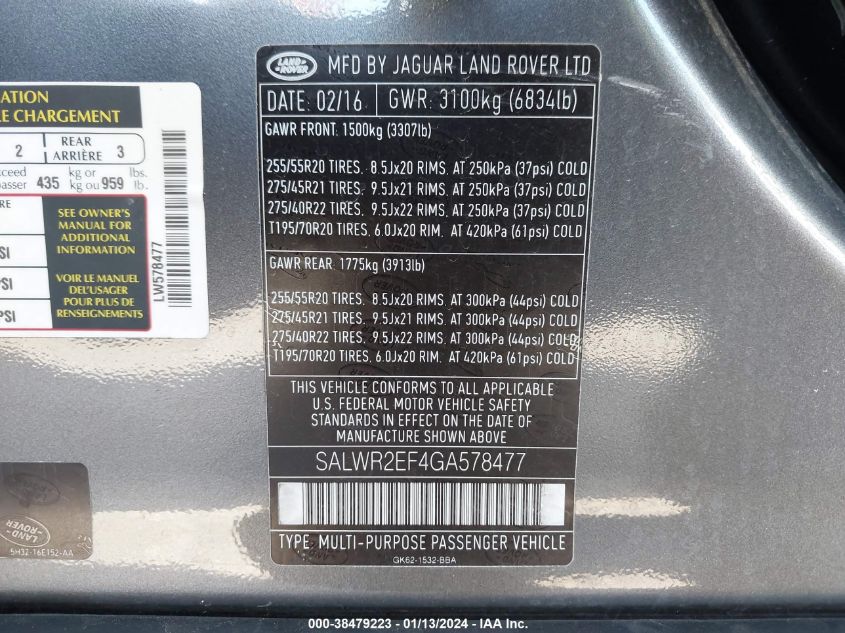 ATION
E CHARGEMENT
2 REAR ARRIÈRE 3
xceed kg or lbs.
passer 435 kg ou 959 lb.
RE
SEE OWNER'S
MANUAL FOR
ADDITIONAL
INFORMATION
SI
PSI
VOIR LE MANUEL
DEL'USAGER
POUR PLUS DE
RENSEIGNEMENTS
PSI
LW578477
LAND ROVER
5H32-16E152-AA
LAND ROVER MFD BY JAGUAR LAND ROVER LTD
DATE: 02/16 GWR: 3100kg (6834lb)
GAWR FRONT: 1500kg (3307lb)
255/55R20 TIRES, 8.5Jx20 RIMS, AT 250kPa (37psi) COLD
275/45R21 TIRES, 9.5Jx21 RIMS, AT 250kPa (37psi) COLD
275/40R22 TIRES, 9.5Jx22 RIMS, AT 250kPa (37psi) COLD
T195/70R20 TIRES, 6.0Jx20 RIM, AT 420kPa (61psi) COLD
GAWR REAR: 1775kg (3913lb)
255/55R20 TIRES, 8.5Jx20 RIMS, AT 300kPa (44psi) COLD
275/45R21 TIRES, 9.5Jx21 RIMS, AT 300kPa (44psi) COLD
275/40R22 TIRES, 9.5Jx22 RIMS, AT 300kPa (44psi) COLD
T195/70R20 TIRES, 6.0Jx20 RIM, AT 420kPa (61psi) COLD
THIS VEHICLE CONFORMS TO ALL APPLICABLE
U.S. FEDERAL MOTOR VEHICLE SAFETY
STANDARDS IN EFFECT ON THE DATE OF
MANUFACTURE SHOWN ABOVE
SALWR2EF4GA578477
TYPE: MULTI-PURPOSE PASSENGER VEHICLE
GK62-1532-BBA
000-38479223 - 01/13/2024 - IAA Inc.